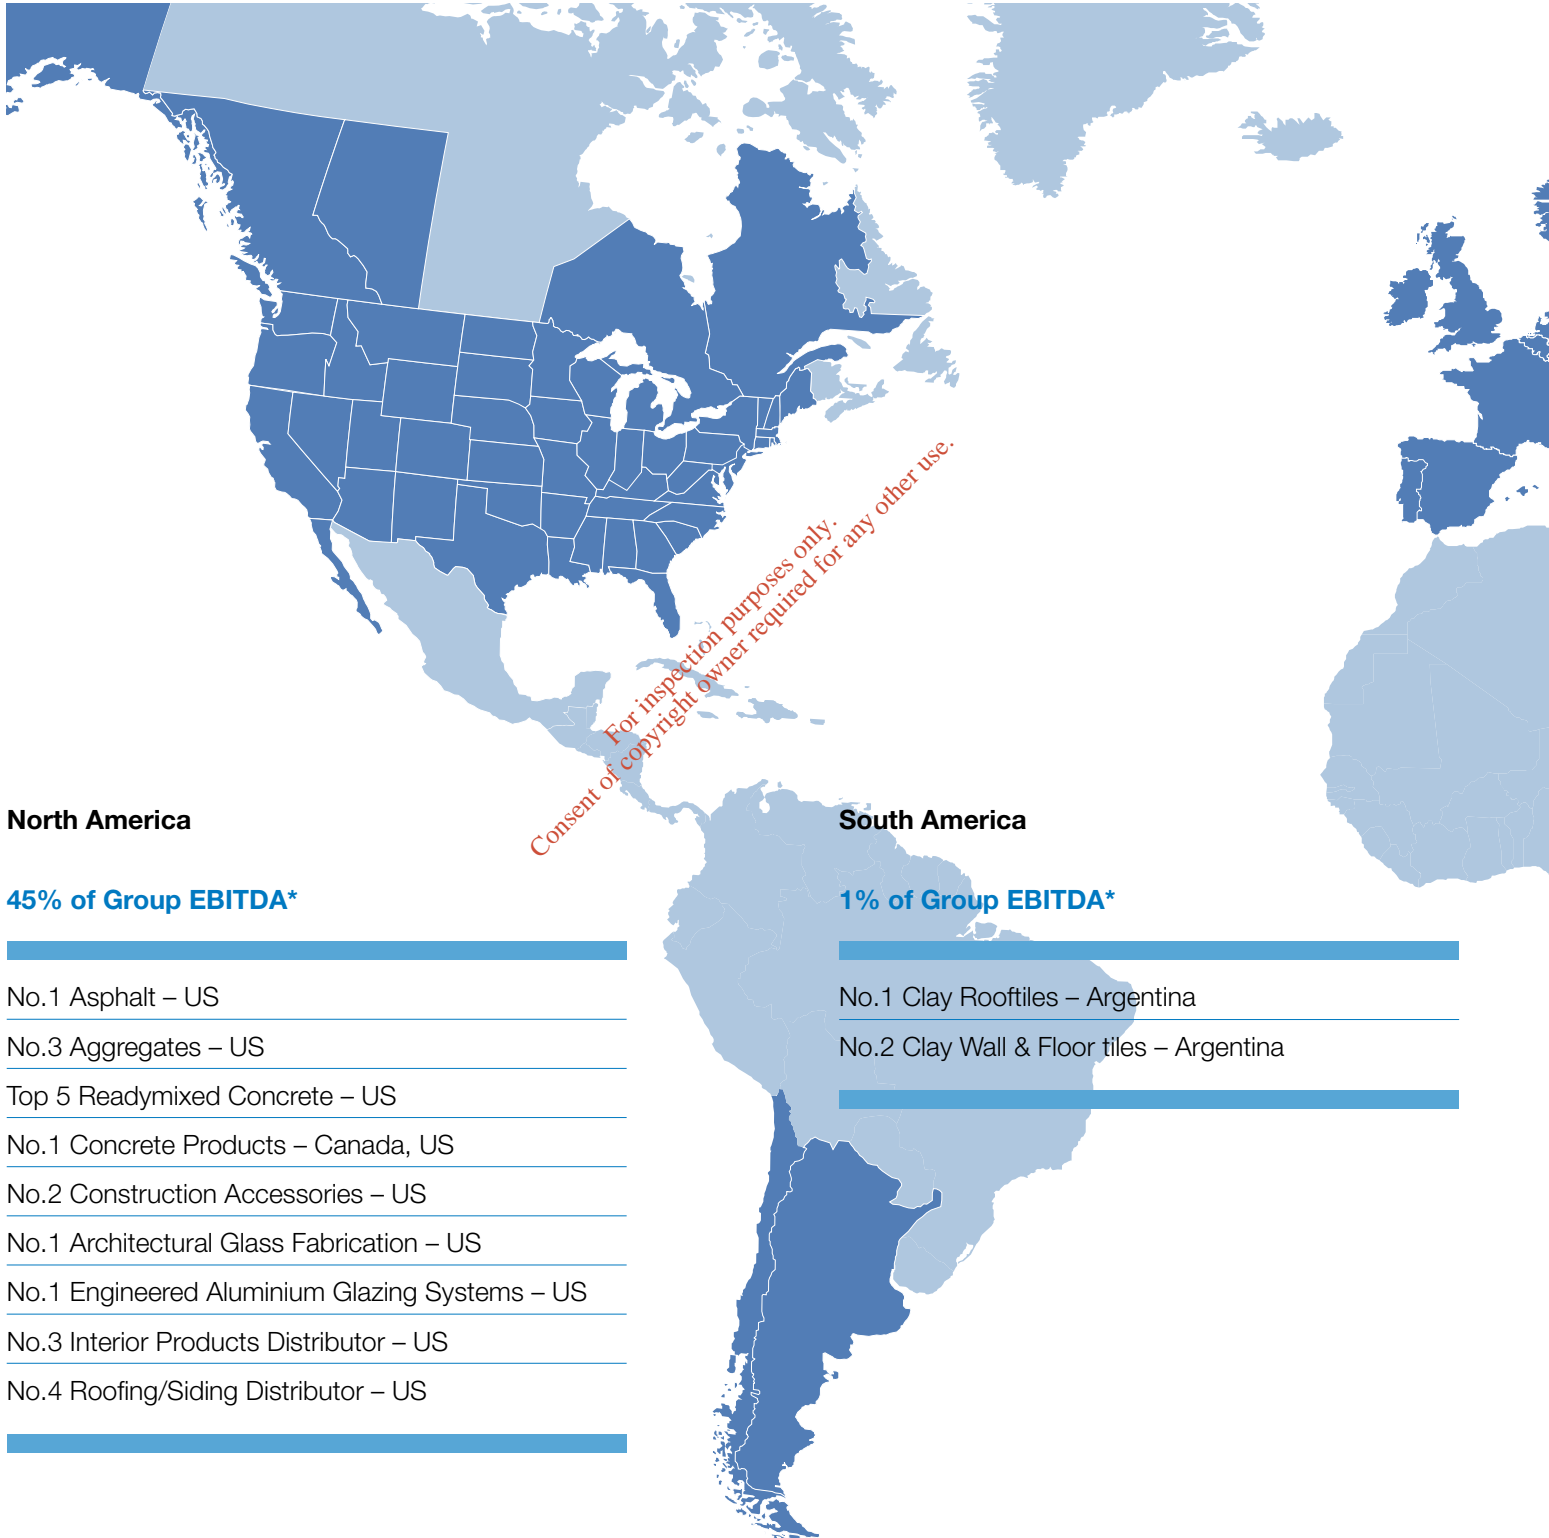 For inspection purposes only.
Consent of copyright owner required for any other use.
North America
45% of Group EBITDA*
No.1 Asphalt – US
No.3 Aggregates – US
Top 5 Readymixed Concrete – US
No.1 Concrete Products – Canada, US
No.2 Construction Accessories – US
No.1 Architectural Glass Fabrication – US
No.1 Engineered Aluminium Glazing Systems – US
No.3 Interior Products Distributor – US
No.4 Roofing/Siding Distributor – US
South America
1% of Group EBITDA*
No.1 Clay Rooftiles – Argentina
No.2 Clay Wall & Floor tiles – Argentina